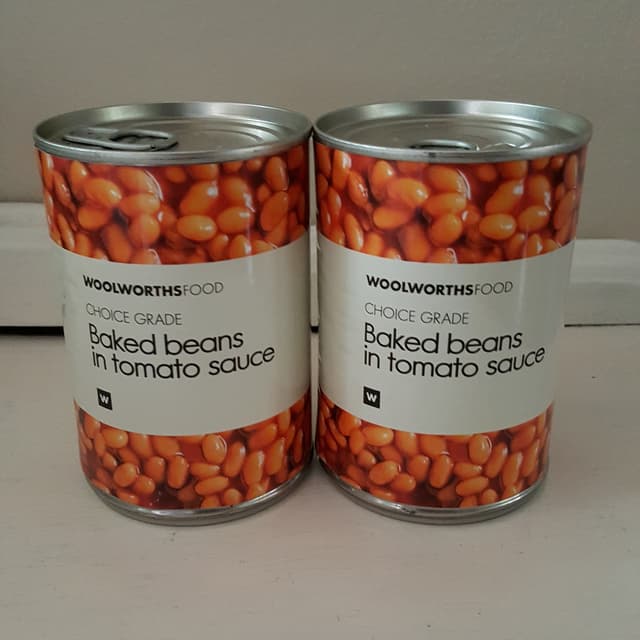 WOOLWORTHSFOOD
CHOICE GRADE
Baked beans
in tomato sauce
W
WOOLWORTHSFOOD
CHOICE GRADE
Baked beans
in tomato sauce
W